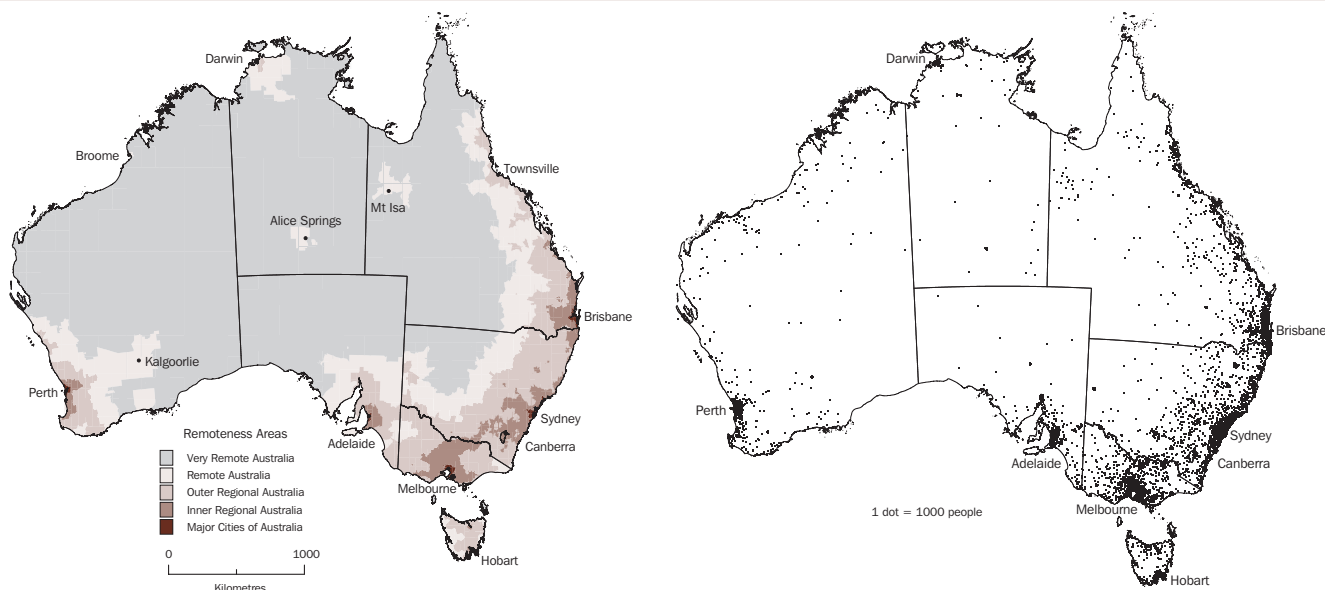 Darwin
Broome
Townsville
Mt Isa
Alice Springs
Brisbane
Kalgoorlie
Perth
Sydney
Adelaide
Canberra
Melbourne
Hobart
Remoteness Areas
Very Remote Australia
Remote Australia
Outer Regional Australia
Inner Regional Australia
Major Cities of Australia
0 1000
Kilometres
Darwin
Brisbane
Perth
Sydney
Adelaide
Canberra
Melbourne
1 dot = 1000 people
Hobart